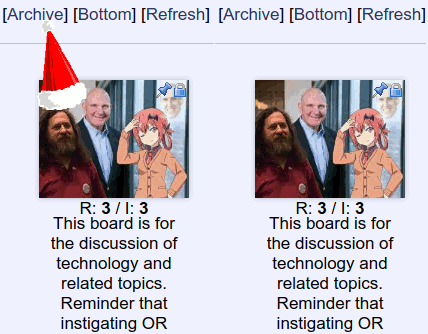 [Archive] [Bottom] [Refresh] [Archive] [Bottom] [Refresh]
R: 3 / I: 3
This board is for
the discussion of
technology and
related topics.
Reminder that
instigating OR
R: 3 / I: 3
This board is for
the discussion of
technology and
related topics.
Reminder that
instigating OR